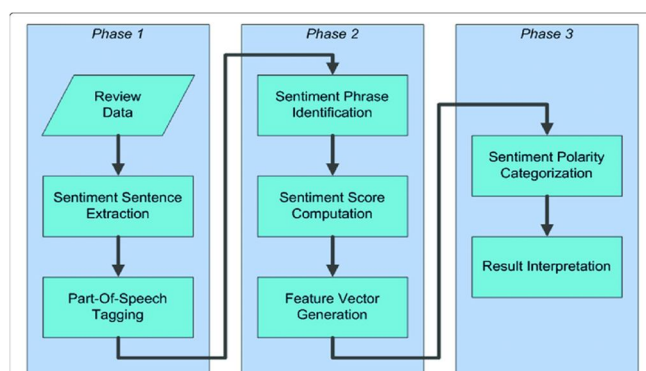 Phase 1
Review
Data
Sentiment Sentence
Extraction
Part-Of-Speech
Tagging
Phase 2
Sentiment Phrase
Identification
Sentiment Score
Computation
Feature Vector
Generation
Phase 3
Sentiment Polarity
Categorization
Result Interpretation